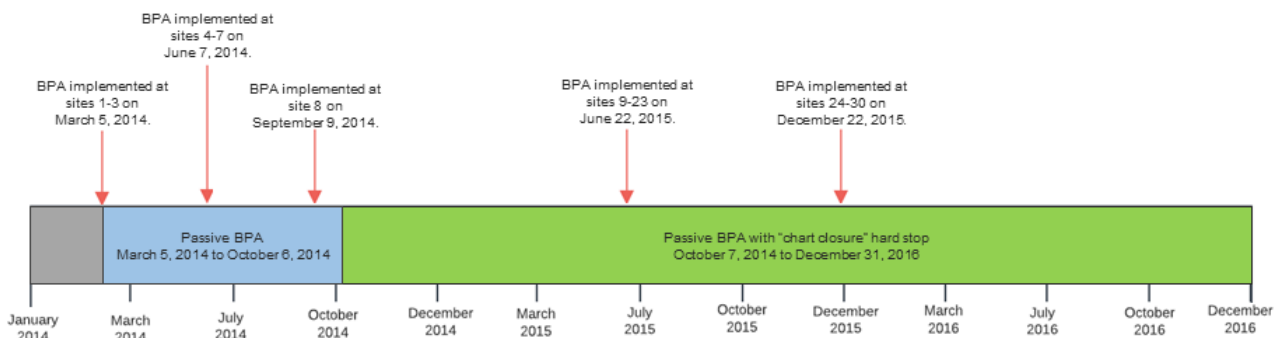 BPA implemented at
sites 4-7 on
June 7, 2014.
BPA implemented at
sites 1-3 on
March 5, 2014.
BPA implemented at
site 8 on
September 9, 2014.
BPA implemented at
sites 9-23 on
June 22, 2015.
BPA implemented at
sites 24-30 on
December 22, 2015.
Passive BPA
March 5, 2014 to October 6, 2014
Passive BPA with "chart closure" hard stop
October 7, 2014 to December 31, 2016
January
2014
March
2014
July
2014
October
2014
December
2014
March
2015
July
2015
October
2015
December
2015
March
2016
July
2016
October
2016
December
2016